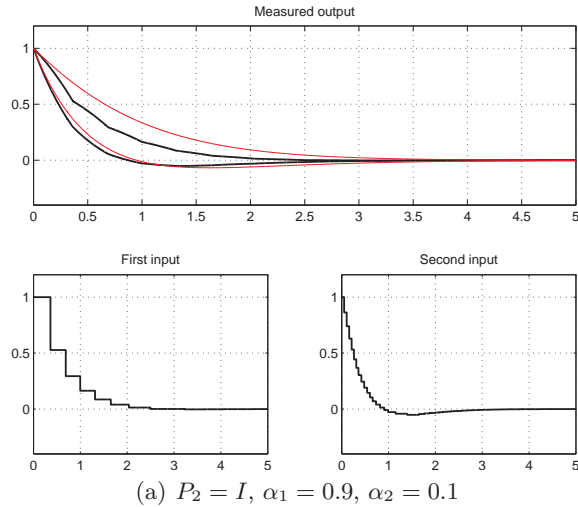 Measured output
1
0.5
0
0 0.5 1 1.5 2 2.5 3 3.5 4 4.5 5
First input
1
0.5
0
0 1 2 3 4 5
Second input
1
0.5
0
0 1 2 3 4 5
(a) P₂ = I, α₁ = 0.9, α₂ = 0.1